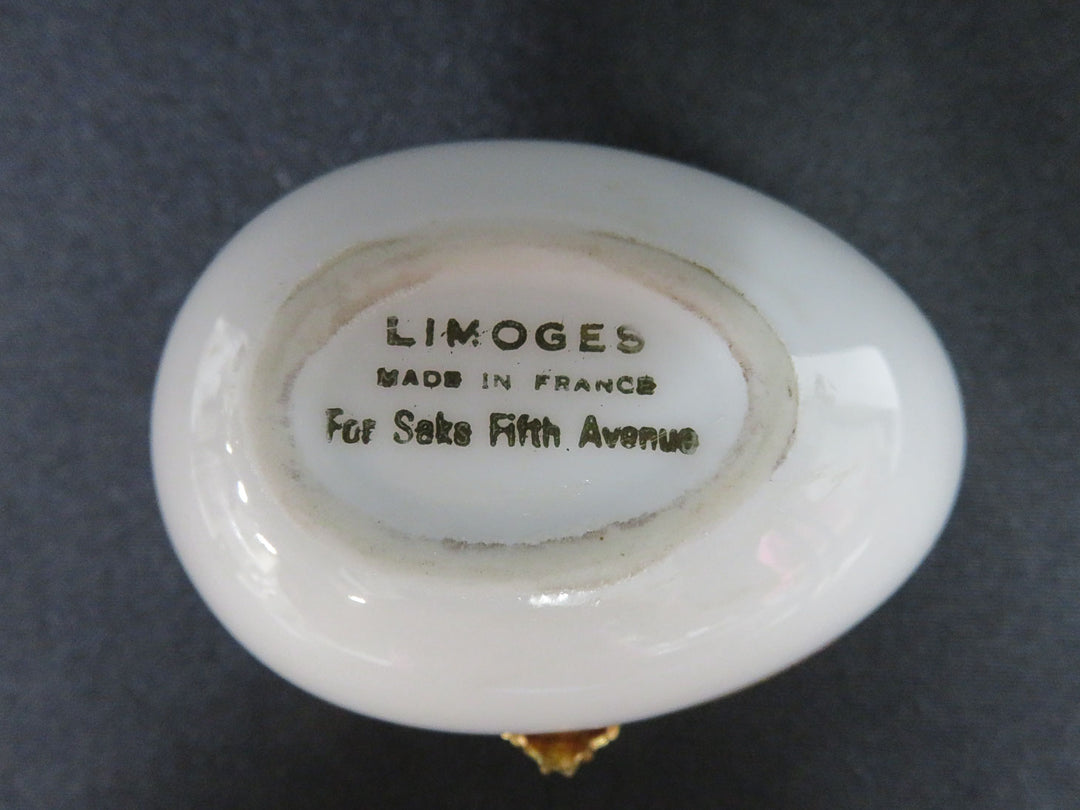 LIMOGES
MADE IN FRANCE
For Saks Fifth Avenue